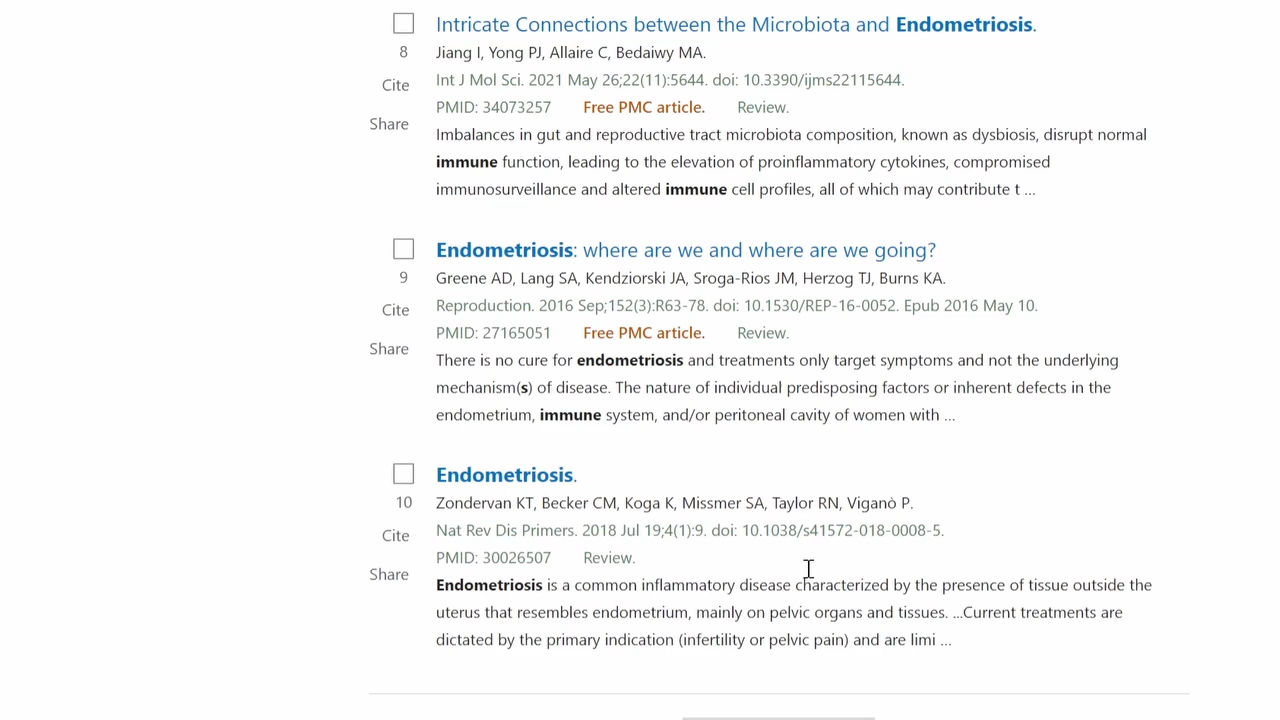 Intricate Connections between the Microbiota and Endometriosis.
8
Jiang I, Yong PJ, Allaire C, Bedaiwy MA.
Cite
Int J Mol Sci. 2021 May 26;22(11):5644. doi: 10.3390/ijms22115644.
PMID: 34073257 Free PMC article. Review.
Share
Imbalances in gut and reproductive tract microbiota composition, known as dysbiosis, disrupt normal
immune function, leading to the elevation of proinflammatory cytokines, compromised
immunosurveillance and altered immune cell profiles, all of which may contribute t ...
Endometriosis: where are we and where are we going?
9
Greene AD, Lang SA, Kendziorski JA, Sroga-Rios JM, Herzog TJ, Burns KA.
Cite
Reproduction. 2016 Sep;152(3):R63-78. doi: 10.1530/REP-16-0052. Epub 2016 May 10.
PMID: 27165051 Free PMC article. Review.
Share
There is no cure for endometriosis and treatments only target symptoms and not the underlying
mechanism(s) of disease. The nature of individual predisposing factors or inherent defects in the
endometrium, immune system, and/or peritoneal cavity of women with ...
Endometriosis.
10
Zondervan KT, Becker CM, Koga K, Missmer SA, Taylor RN, Viganò P.
Cite
Nat Rev Dis Primers. 2018 Jul 19;4(1):9. doi: 10.1038/s41572-018-0008-5.
PMID: 30026507 Review.
Share
Endometriosis is a common inflammatory disease characterized by the presence of tissue outside the
uterus that resembles endometrium, mainly on pelvic organs and tissues. ...Current treatments are
dictated by the primary indication (infertility or pelvic pain) and are limi ...